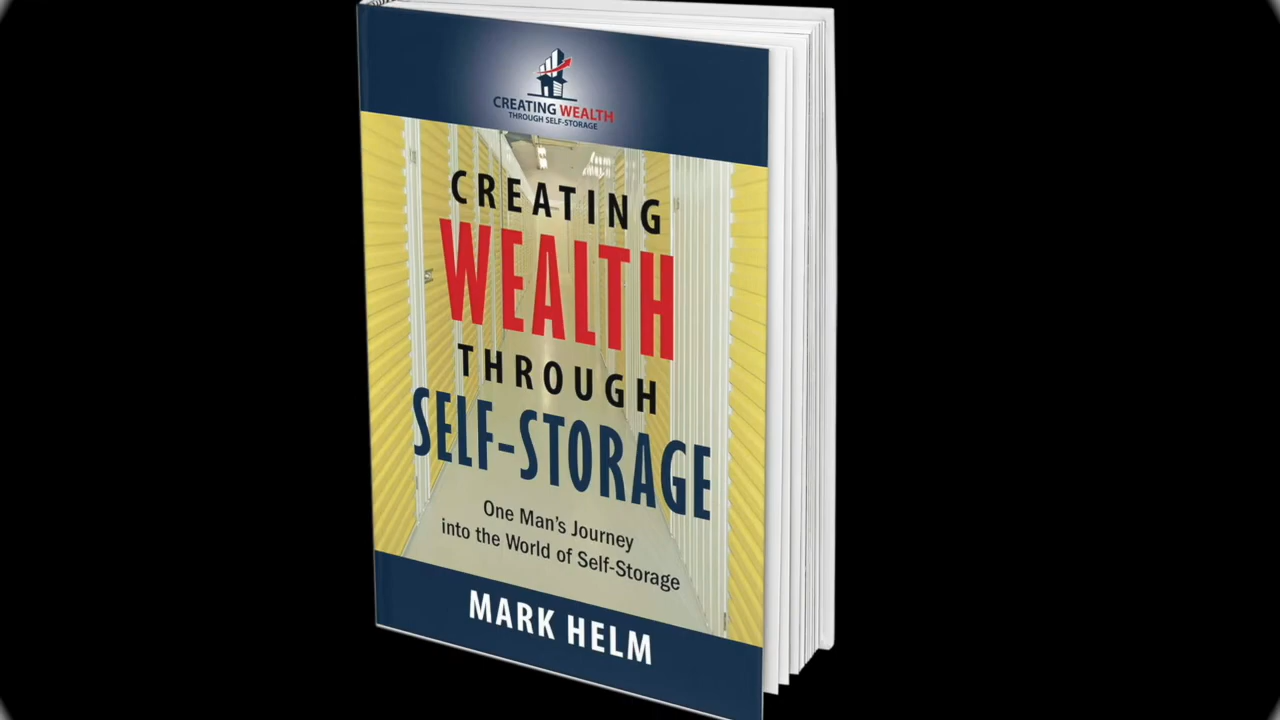 CREATING WEALTH
THROUGH SELF-STORAGE
CREATING
WEALTH
THROUGH
SELF-STORAGE
One Man's Journey
into the World of Self-Storage
MARK HELM